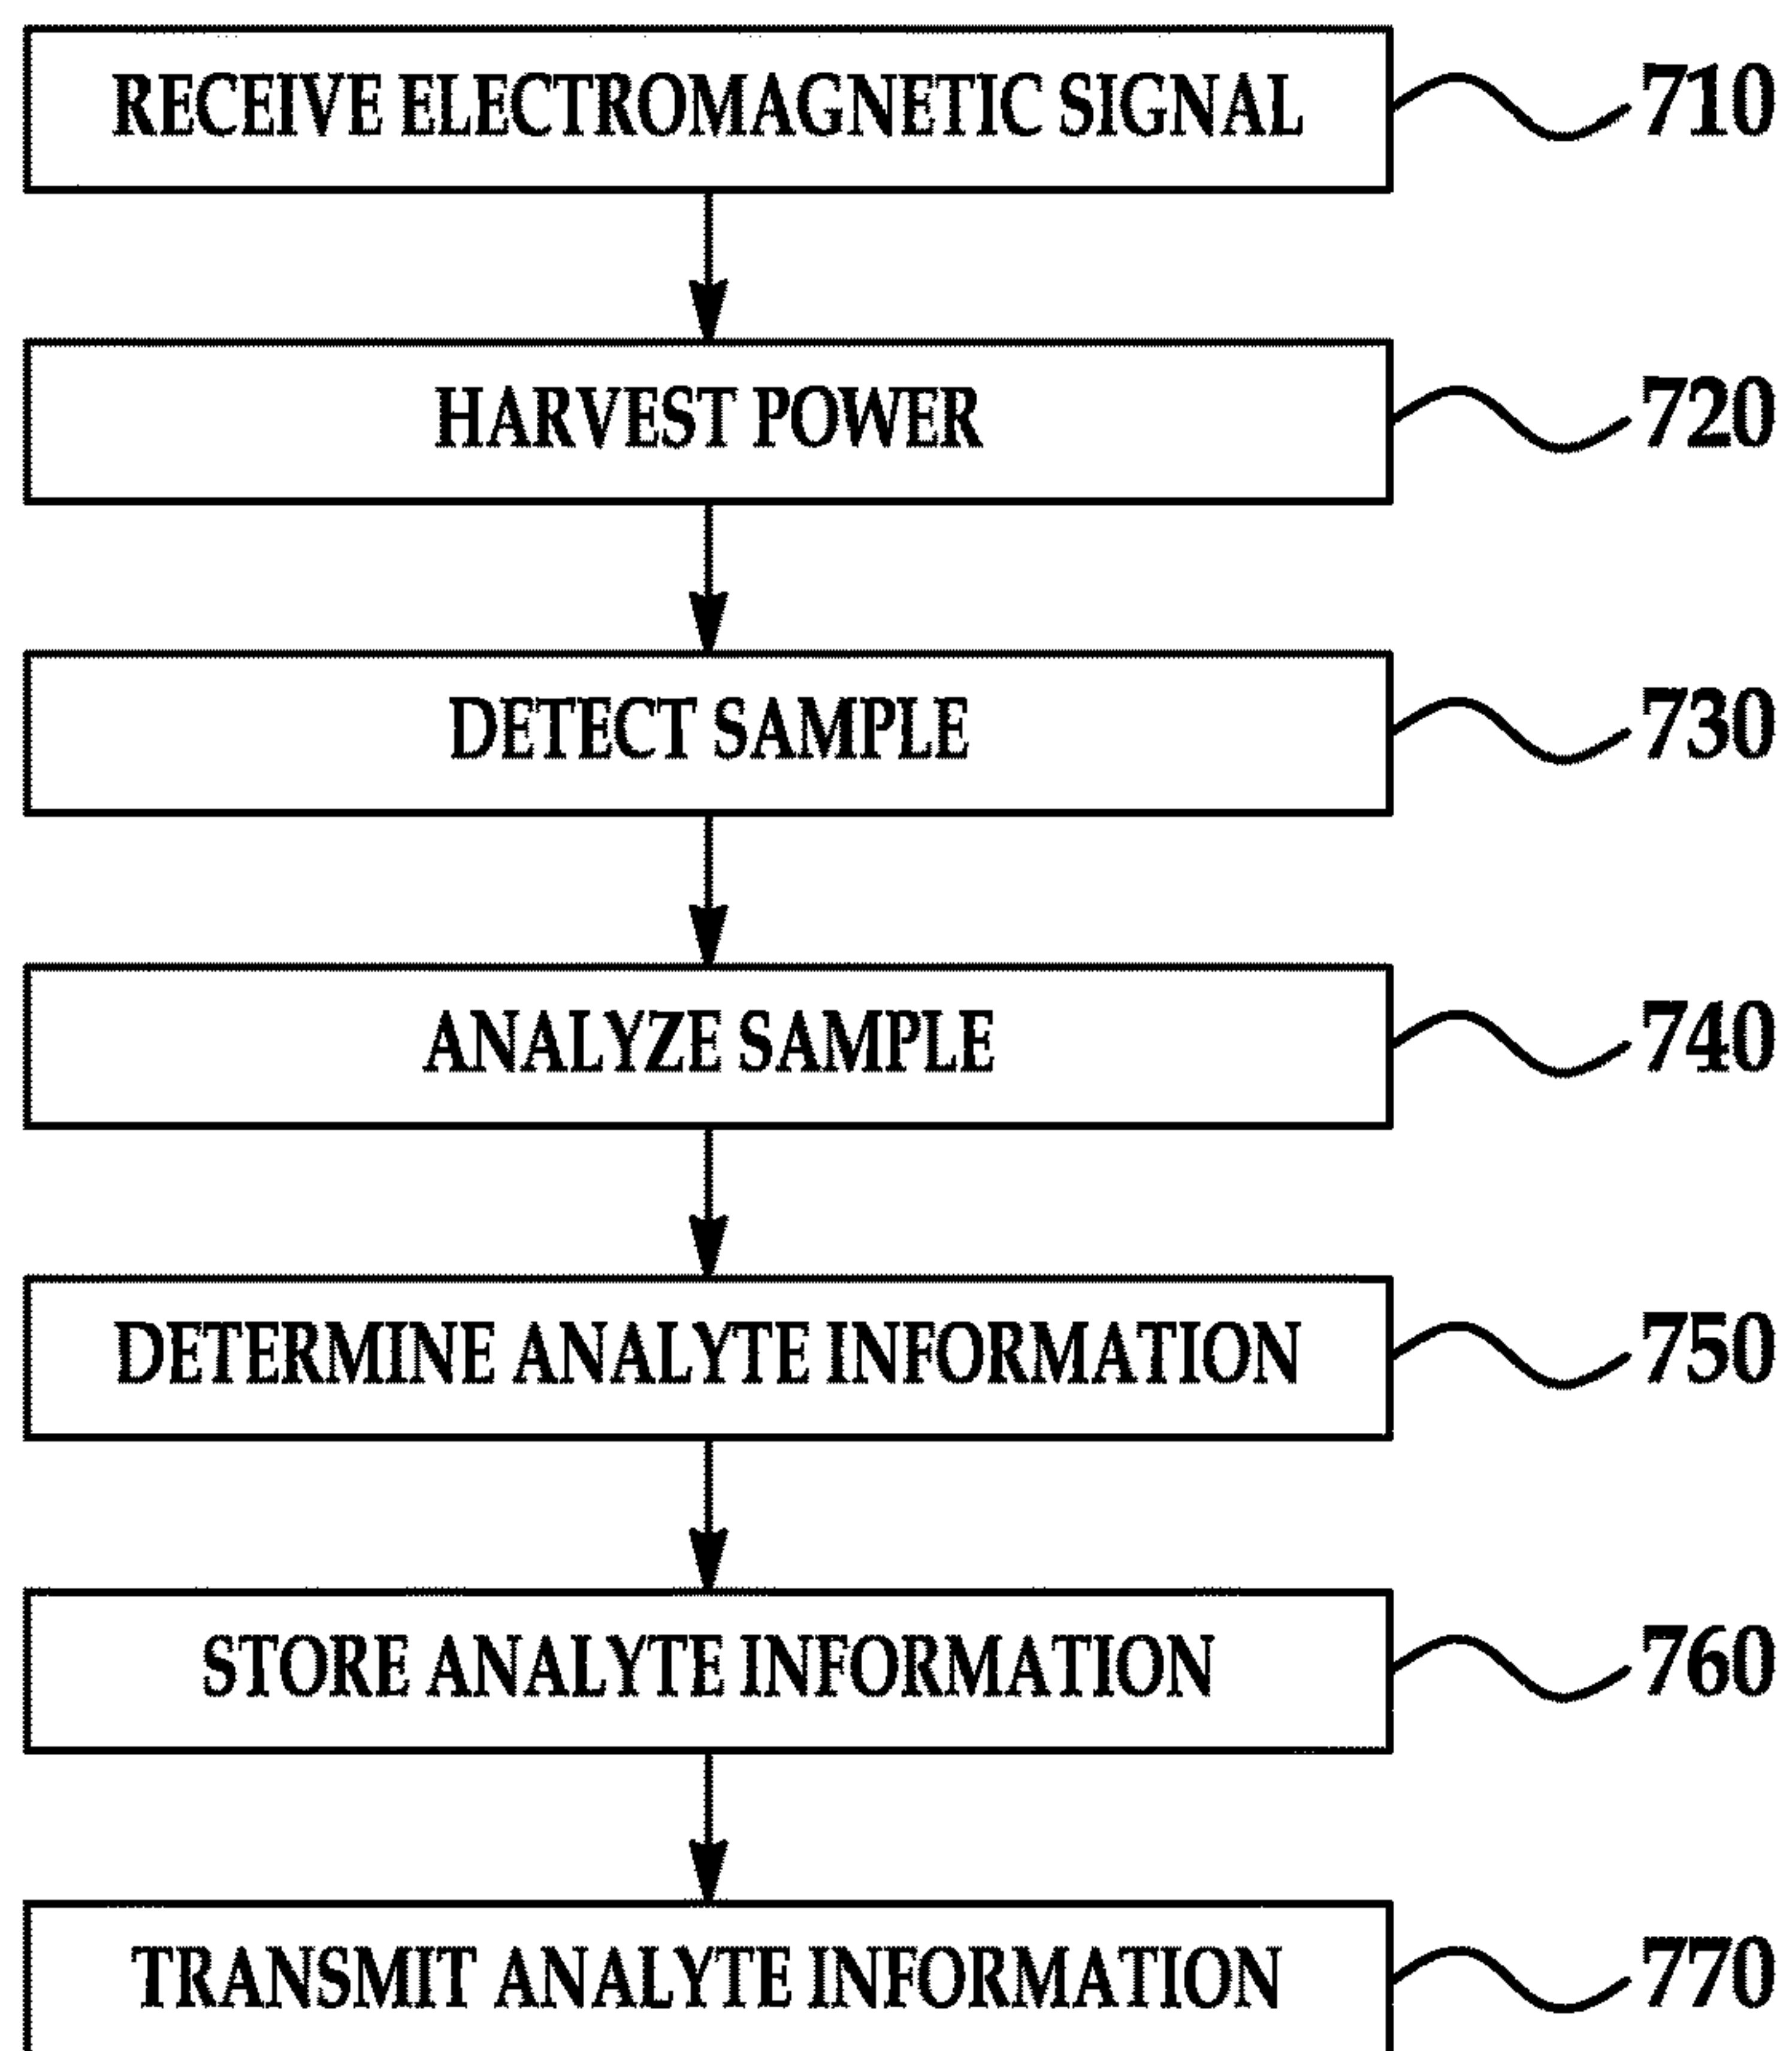 RECEIVE ELECTROMAGNETIC SIGNAL 710
HARVEST POWER 720
DETECT SAMPLE 730
ANALYZE SAMPLE 740
DETERMINE ANALYTE INFORMATION 750
STORE ANALYTE INFORMATION 760
TRANSMIT ANALYTE INFORMATION 770